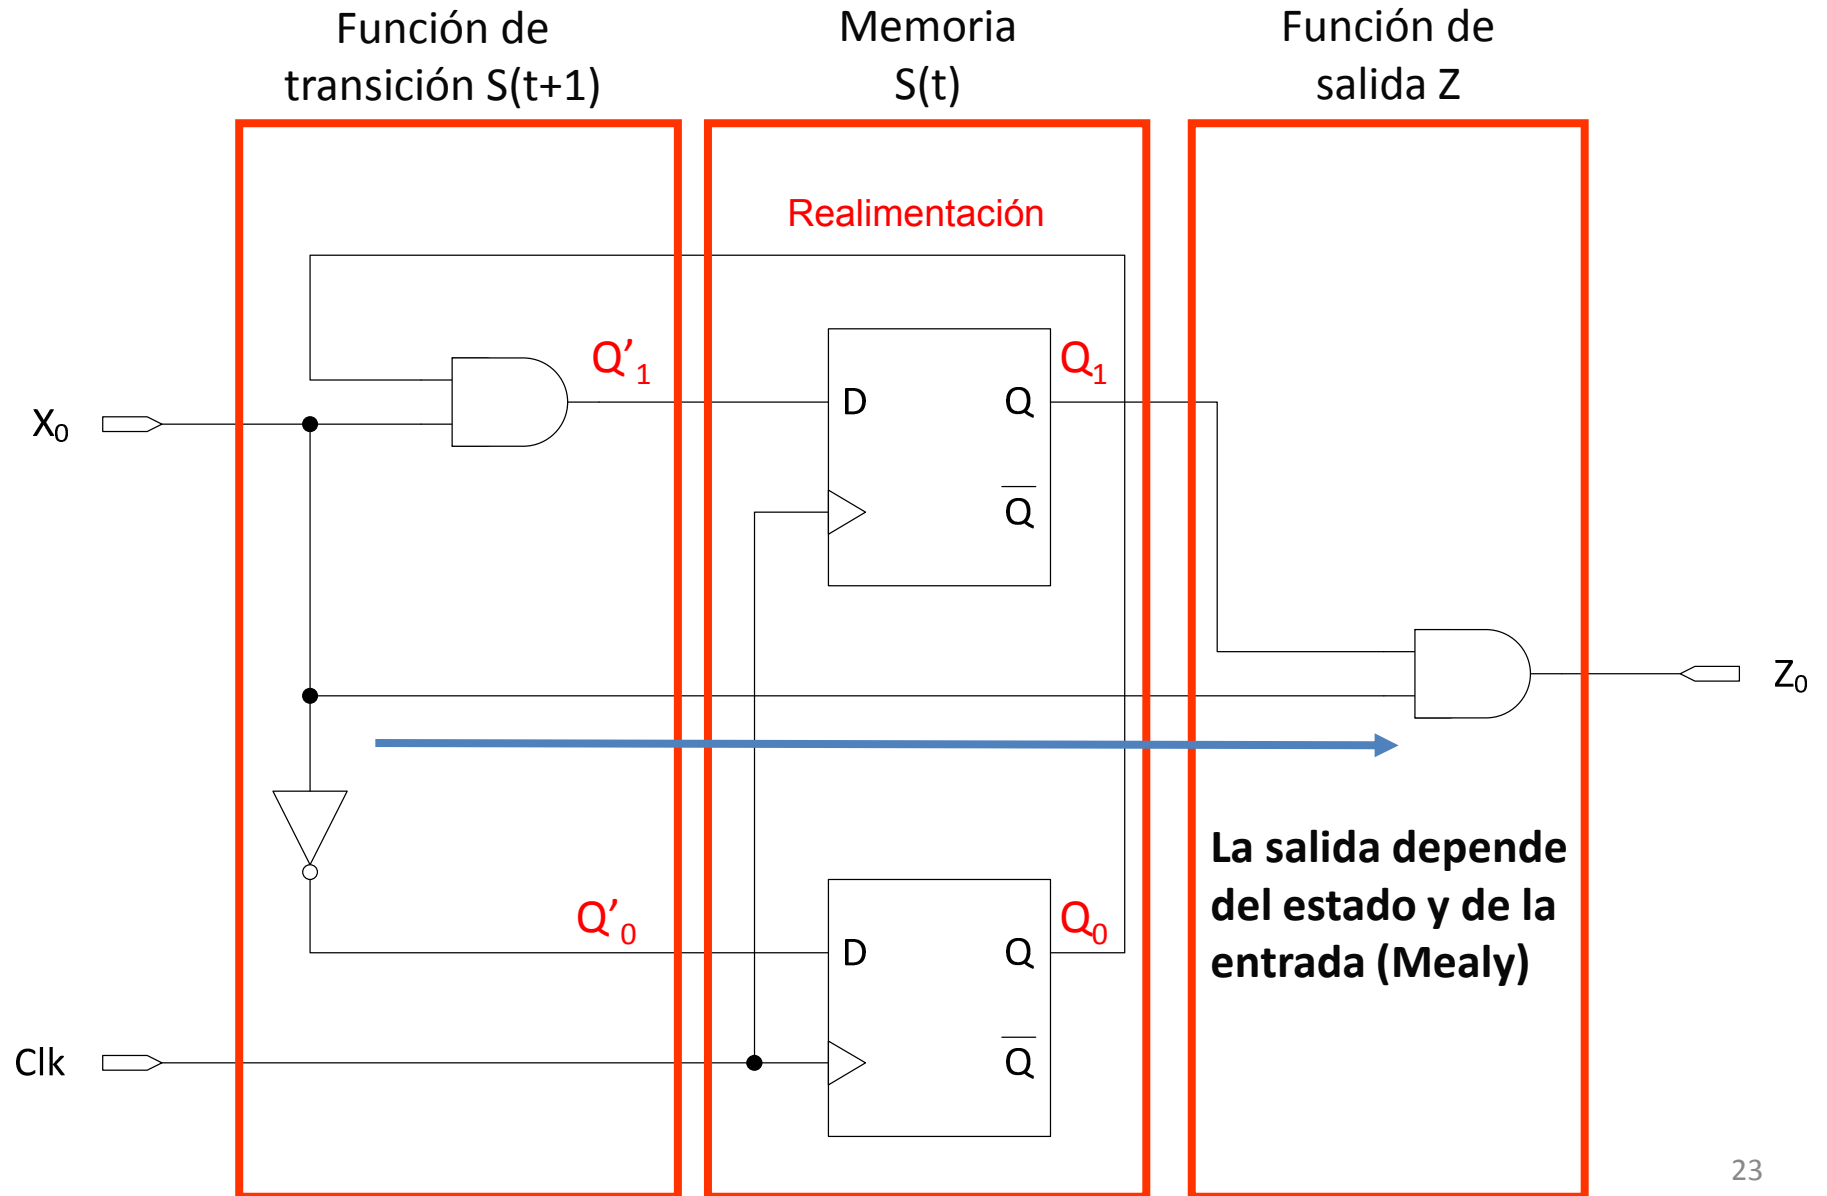 Función de
transición S(t+1)
Memoria
S(t)
Función de
salida Z
Realimentación
Q’₁
Q₁
D
Q
X₀
Q̅
Z₀
La salida depende
del estado y de la
entrada (Mealy)
Q’₀
Q₀
D
Q
Clk
Q̅
23